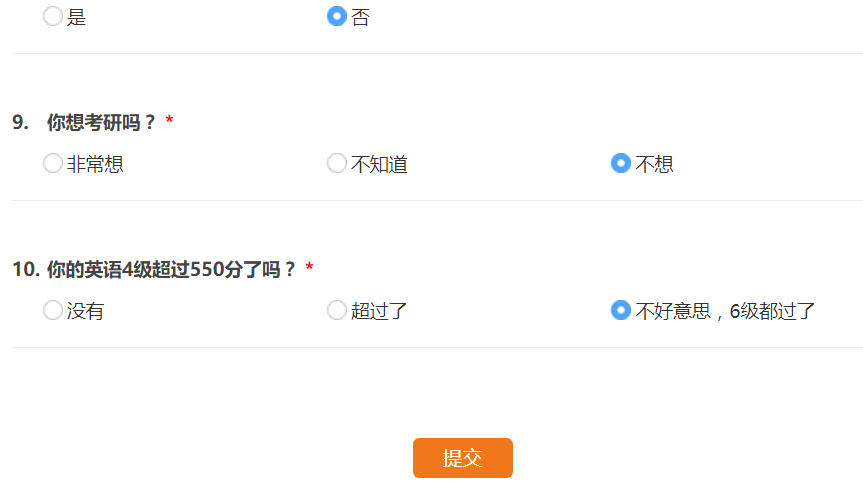 是 否
9. 你想考研吗？ *
非常想 不知道 不想
10. 你的英语4级超过550分了吗？ *
没有 超过了 不好意思，6级都过了
提交